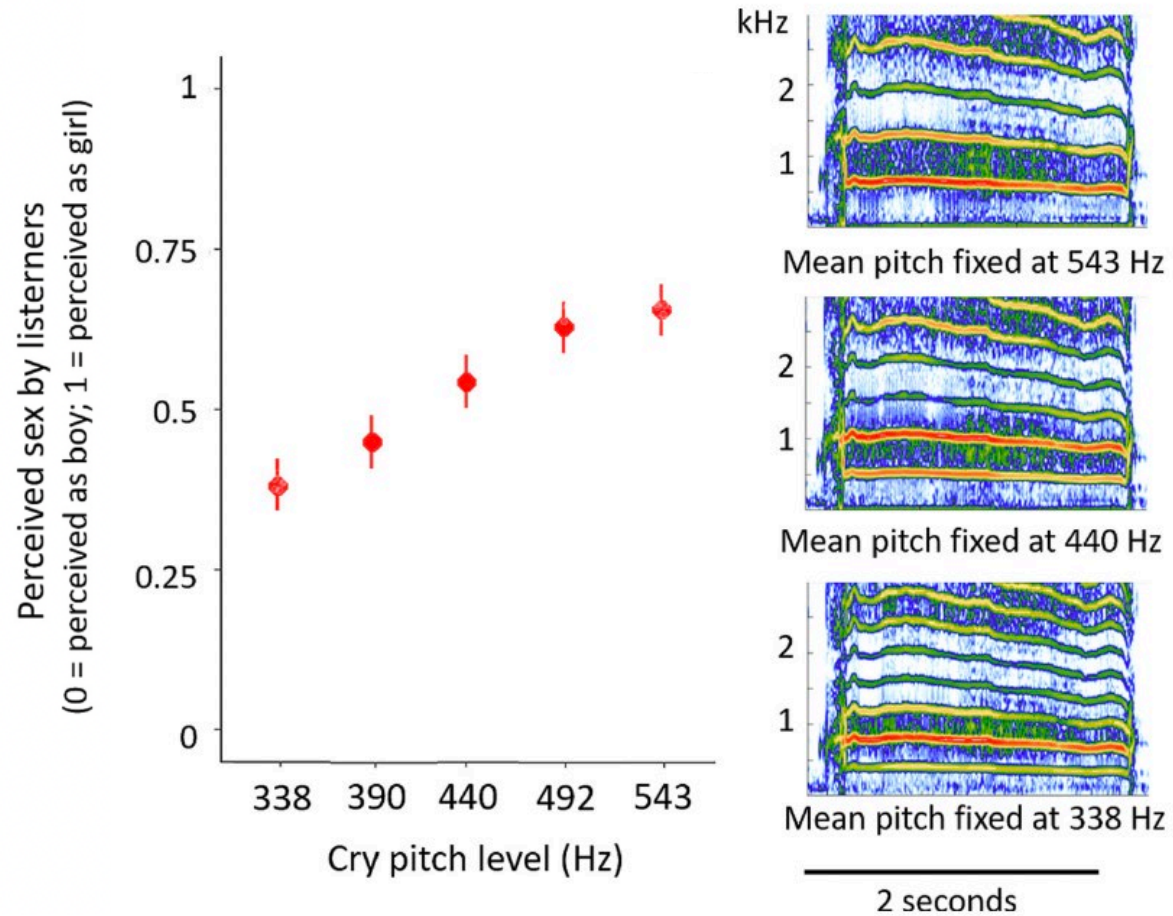 Perceived sex by listerners
(0 = perceived as boy; 1 = perceived as girl)
1
0.75
0.5
0.25
0
338 390 440 492 543
Cry pitch level (Hz)
kHz
2
1
Mean pitch fixed at 543 Hz
2
1
Mean pitch fixed at 440 Hz
2
1
Mean pitch fixed at 338 Hz
2 seconds